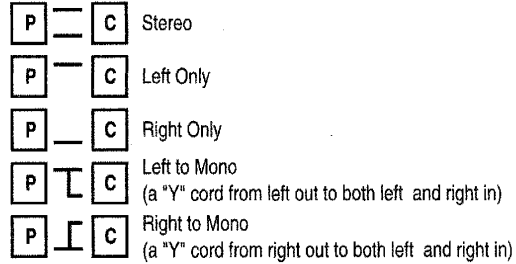 P C Stereo
P C Left Only
P C Right Only
Left to Mono
P C
(a "Y" cord from left out to both left and right in)
Right to Mono
P C
(a "Y" cord from right out to both left and right in)